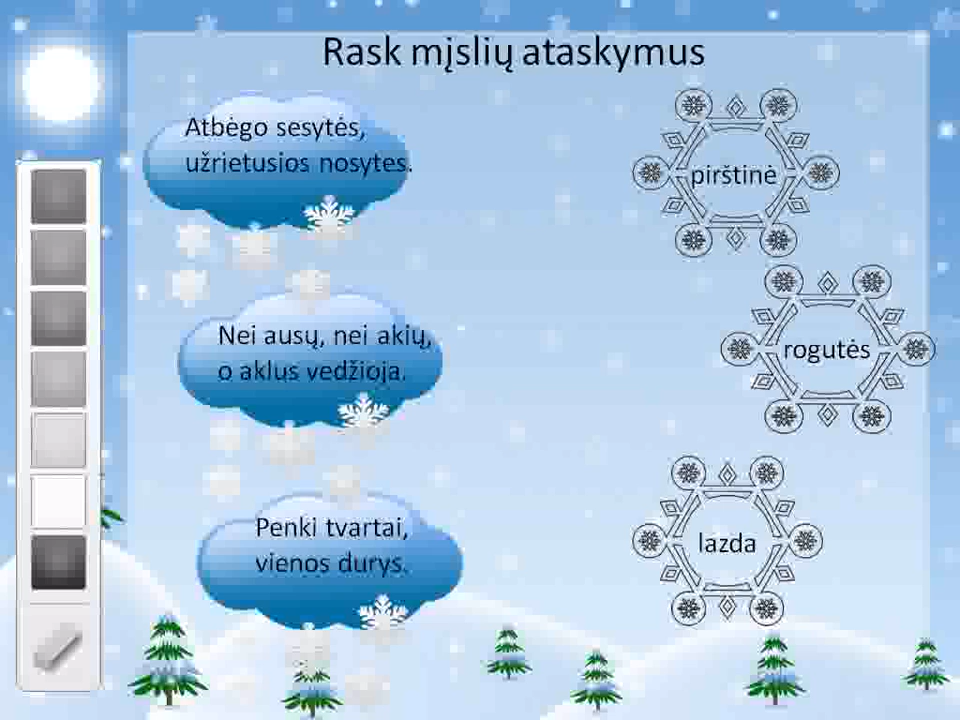 Rask mįslių ataskymus
Atbėgo sesytės,
užrietusios nosytes.
pirštinė
Nei ausų, nei akių,
o aklus vedžioja.
rogutės
Penki tvartai,
vienos durys.
lazda